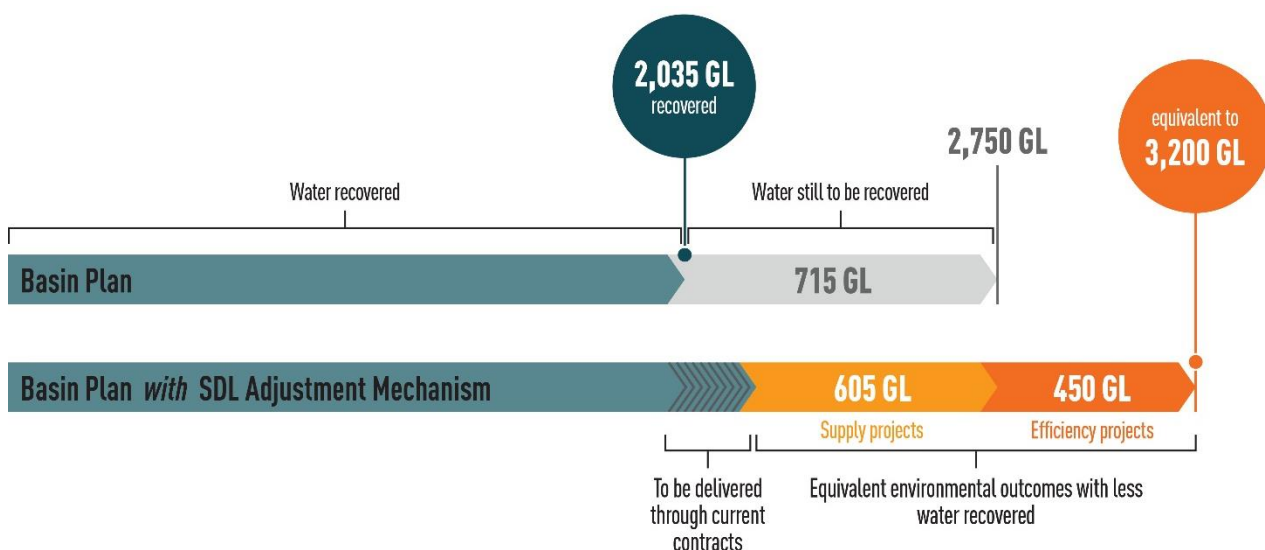 2,035 GL
recovered
equivalent to
3,200 GL
2,750 GL
Water recovered
Water still to be recovered
Basin Plan
715 GL
Basin Plan with SDL Adjustment Mechanism
605 GL
450 GL
Supply projects
Efficiency projects
To be delivered
through current
contracts
Equivalent environmental outcomes with less
water recovered